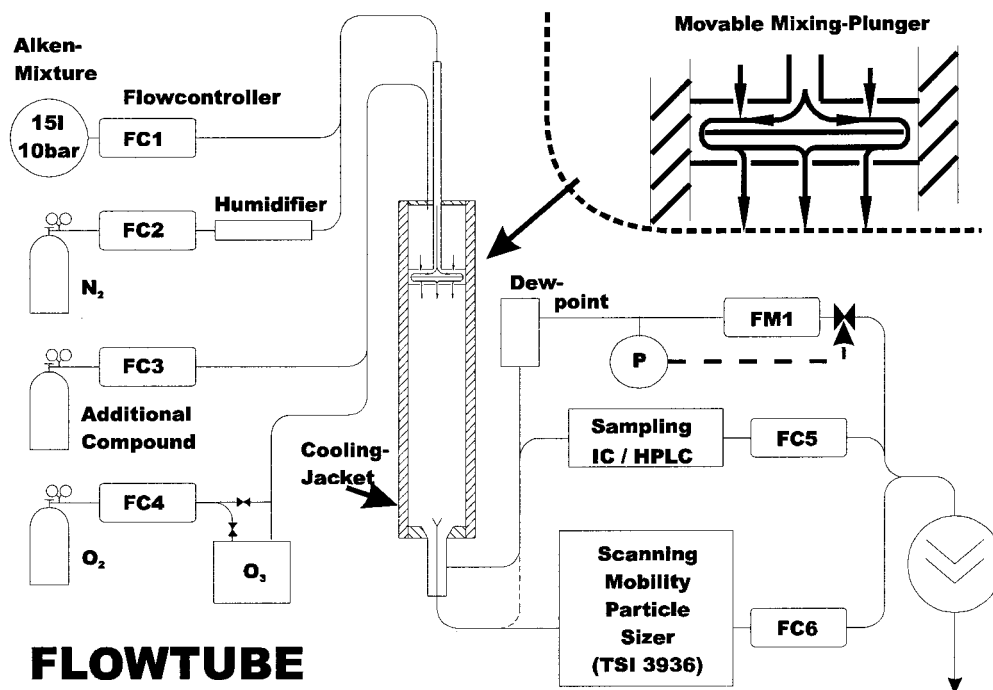 Movable Mixing-Plunger
Alken-
Mixture
15l
10bar
Flowcontroller
FC1
FC2
Humidifier
N₂
FC3
Additional
Compound
FC4
O₂
O₃
Cooling-
Jacket
Dew-
point
FM1
P
Sampling
IC / HPLC
FC5
Scanning
Mobility
Particle
Sizer
(TSI 3936)
FC6
FLOWTUBE